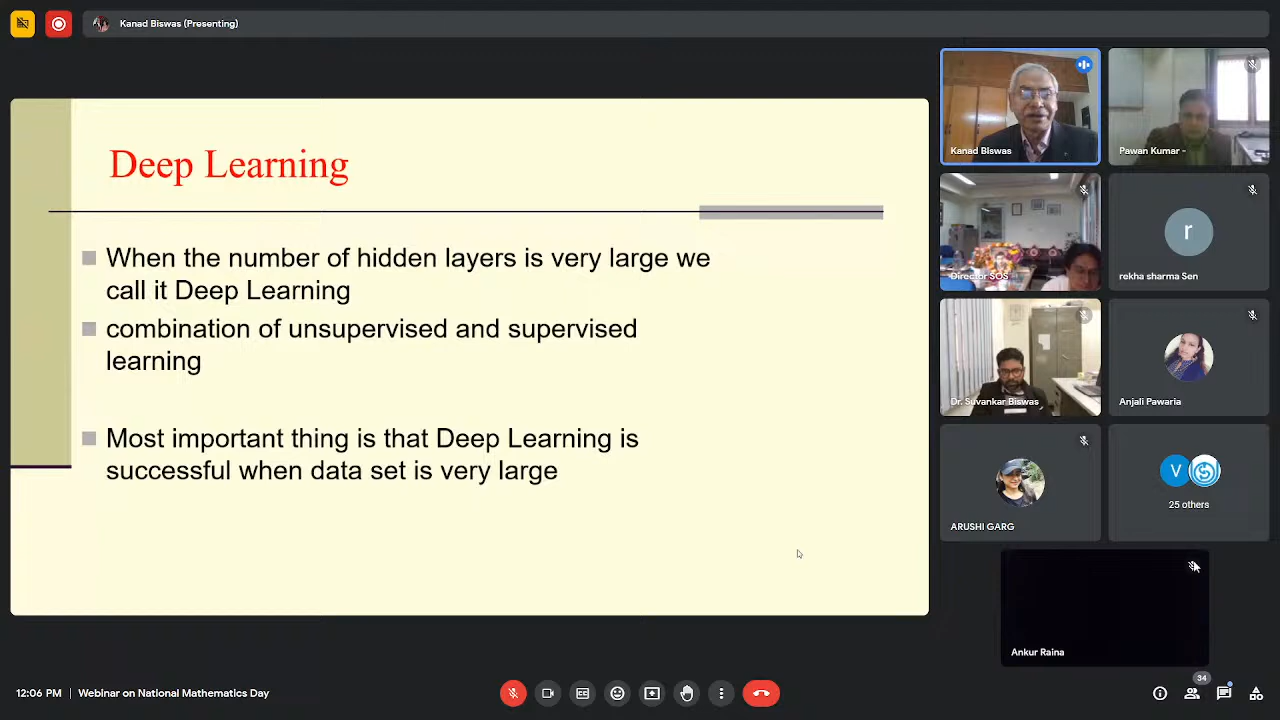 Kanad Biswas (Presenting)
Deep Learning
When the number of hidden layers is very large we
call it Deep Learning
combination of unsupervised and supervised
learning
Most important thing is that Deep Learning is
successful when data set is very large
Kanad Biswas
Pawan Kumar -
Director SOS
r
rekha sharma Sen
Dr. Suvankar Biswas
Anjali Pawaria
ARUSHI GARG
V
25 others
Ankur Raina
12:06 PM | Webinar on National Mathematics Day
34